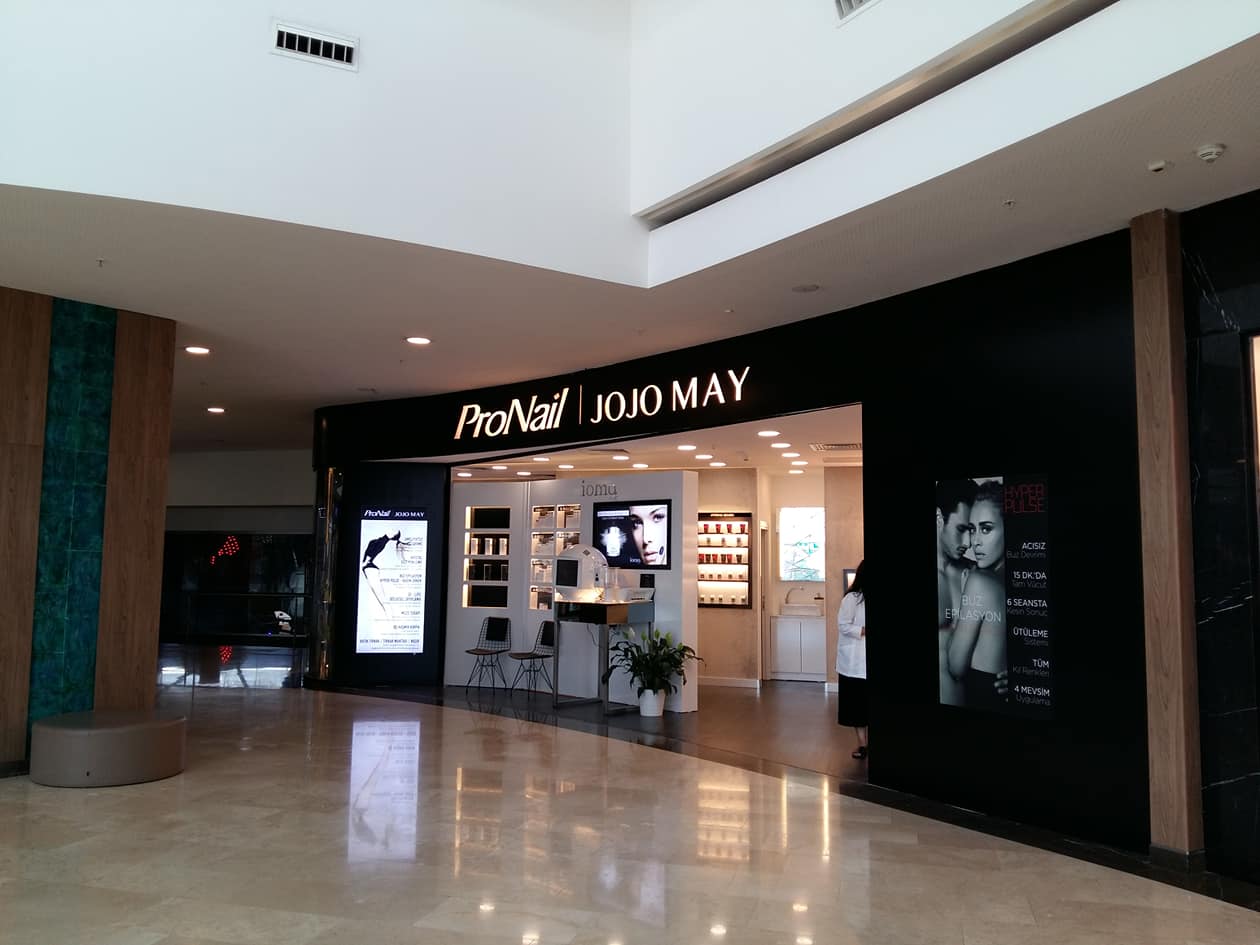 ProNail | JOJO MAY
ProNail JOJO MAY
ioma
HYPER
PULSE
ACISIZ
Buz Devrimi
15 DK.'DA
Tam Vücut
6 SEANSTA
Kesin Sonuç
BUZ
EPİLASYON
ÜTÜLEME
Sistemi
TÜM
Kıl Renkleri
4 MEVSİM
Uygulama